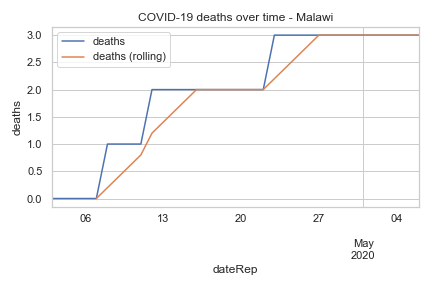 COVID-19 deaths over time - Malawi
deaths
deaths (rolling)
deaths
3.0
2.5
2.0
1.5
1.0
0.5
0.0
06
13
20
27
04
May
2020
dateRep